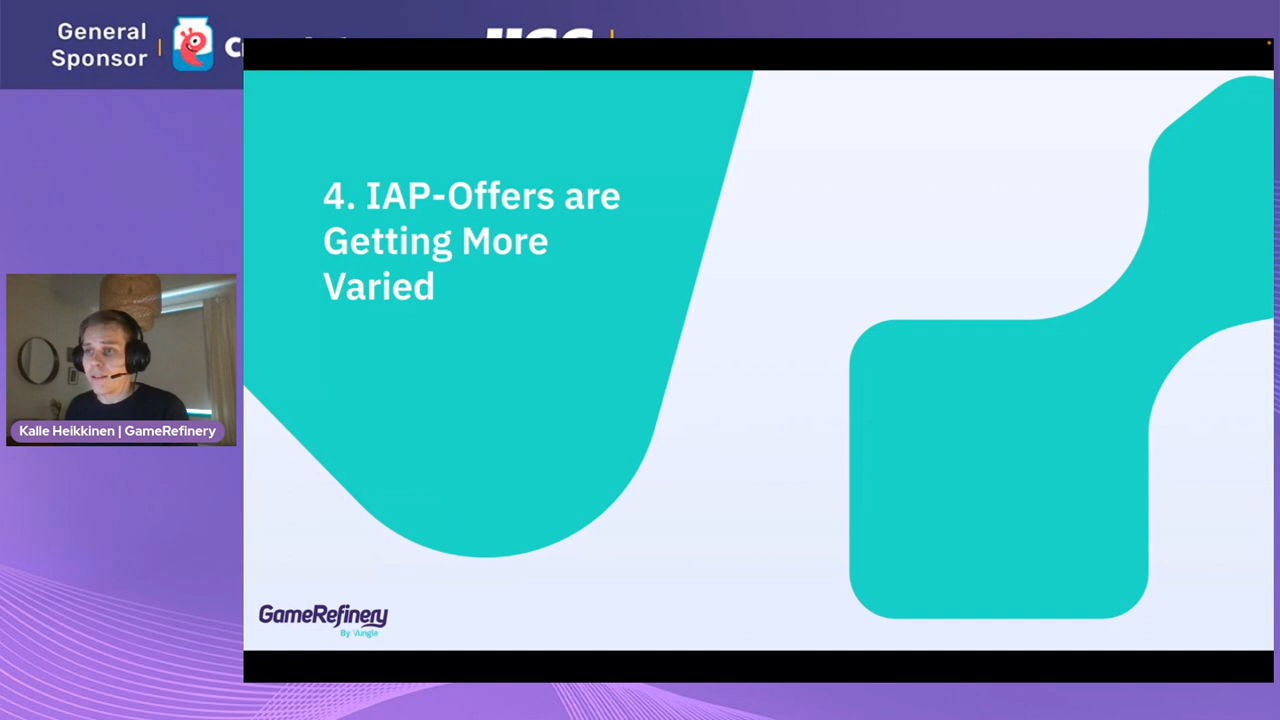 General
Sponsor
4. IAP-Offers are
Getting More
Varied
Kalle Heikkinen | GameRefinery
GameRefinery
By Vungle